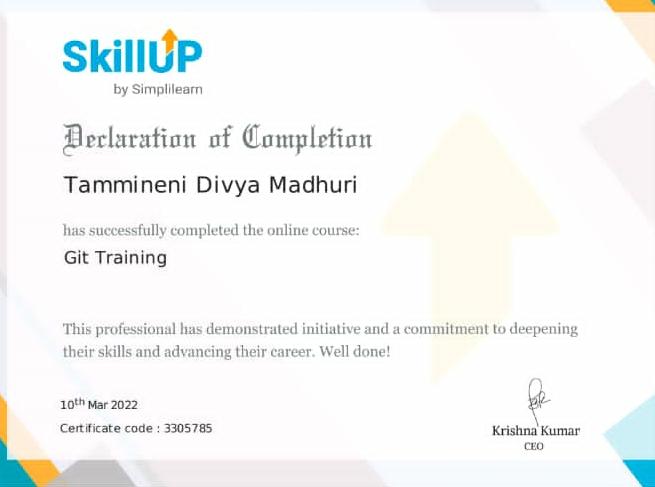 SkillUP
by Simplilearn
Declaration of Completion
Tammineni Divya Madhuri
has successfully completed the online course:
Git Training
This professional has demonstrated initiative and a commitment to deepening
their skills and advancing their career. Well done!
10th Mar 2022
Certificate code : 3305785
Krishna Kumar
CEO